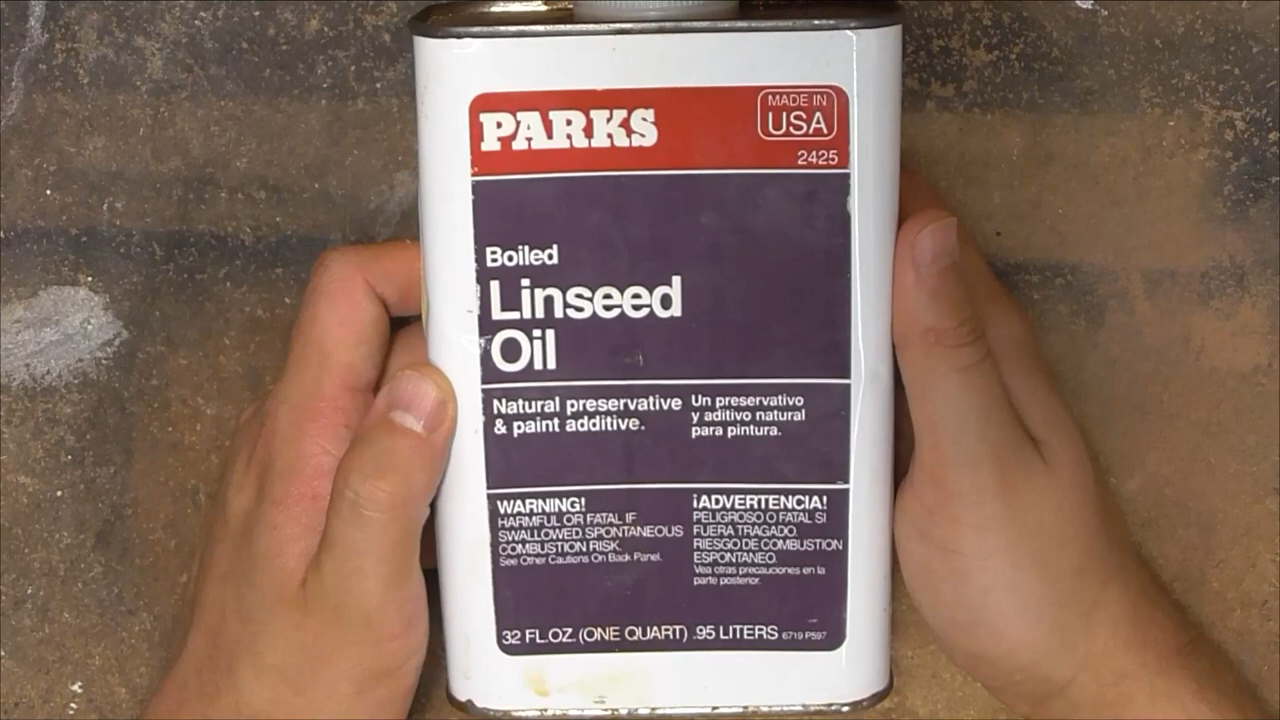 PARKS
MADE IN
USA
2425
Boiled
Linseed
Oil
Natural preservative
& paint additive.
Un preservativo
y aditivo natural
para pintura.
WARNING!
HARMFUL OR FATAL IF
SWALLOWED. SPONTANEOUS
COMBUSTION RISK.
See Other Cautions On Back Panel.
¡ADVERTENCIA!
PELIGROSO O FATAL SI
FUERA TRAGADO.
RIESGO DE COMBUSTION
ESPONTANEO.
Vea otras precauciones en la
parte posterior.
32 FL.OZ. (ONE QUART) .95 LITERS 6719 P597